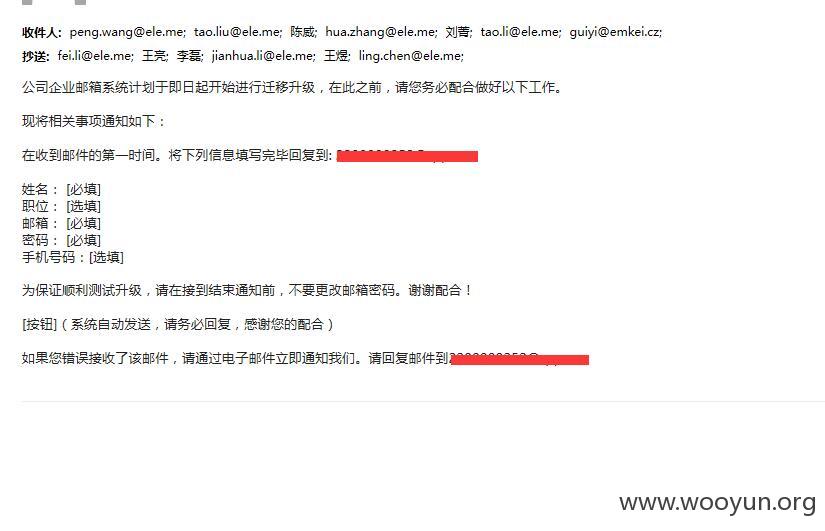 收件人: peng.wang@ele.me; tao.liu@ele.me; 陈威; hua.zhang@ele.me; 刘菁; tao.li@ele.me; guiyi@emkei.cz;
抄送: fei.li@ele.me; 王亮; 李磊; jianhua.li@ele.me; 王煜; ling.chen@ele.me;
公司企业邮箱系统计划于即日起开始进行迁移升级，在此之前，请您务必配合做好以下工作。
现将相关事项通知如下：
在收到邮件的第一时间。将下列信息填写完毕回复到:
姓名： [必填]
职位： [选填]
邮箱： [必填]
密码： [必填]
手机号码：[选填]
为保证顺利测试升级，请在接到结束通知前，不要更改邮箱密码。谢谢配合！
[按钮]（系统自动发送，请务必回复，感谢您的配合）
如果您错误接收了该邮件，请通过电子邮件立即通知我们。请回复邮件到
www.wooyun.org